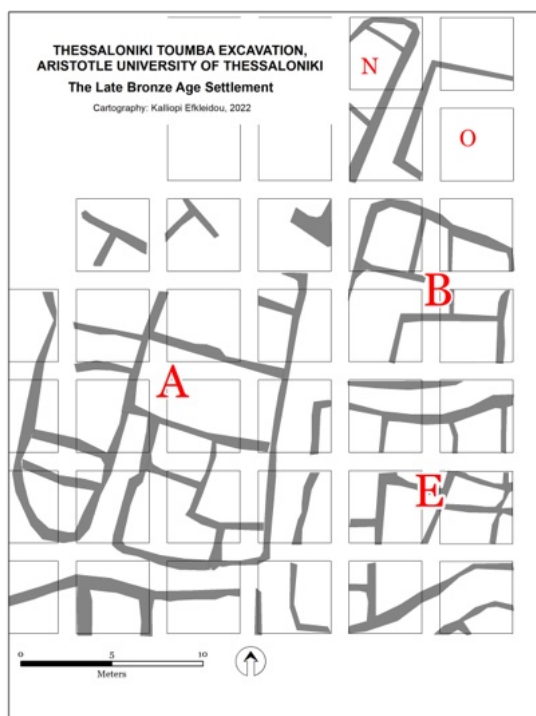 THESSALONIKI TOUMBA EXCAVATION,
ARISTOTLE UNIVERSITY OF THESSALONIKI
The Late Bronze Age Settlement
Cartography: Kalliopi Efkleidou, 2022
N
O
B
A
E
0 5 10
Meters